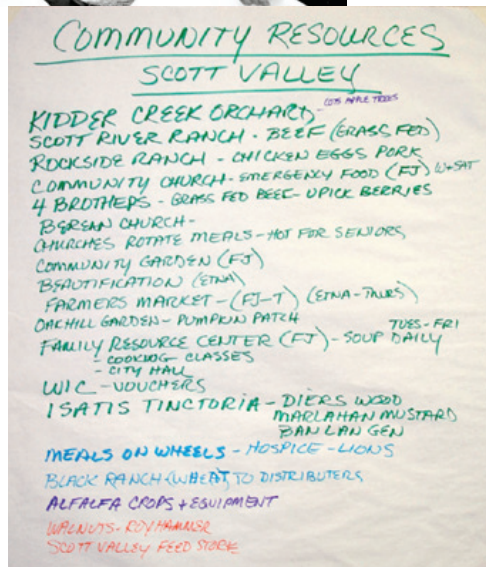 COMMUNITY RESOURCES
SCOTT VALLEY
KIDDER CREEK ORCHARD - LOTS APPLE TREES
SCOTT RIVER RANCH - BEEF (GRASS FED)
ROCKSIDE RANCH - CHICKEN EGGS PORK
COMMUNITY CHURCH - EMERGENCY FOOD (FJ) W+SAT
4 BROTHERS - GRASS FED BEEF - UPICK BERRIES
BEREAN CHURCH -
CHURCHES ROTATE MEALS - HOT FOR SENIORS
COMMUNITY GARDEN (FJ)
BEAUTIFICATION (ETNA)
FARMERS MARKET - (FJ-T) (ETNA - THURS)
OAKHILL GARDEN - PUMPKIN PATCH
FAMILY RESOURCE CENTER (FJ) - SOUP DAILY TUES-FRI
- COOKING CLASSES
- CITY HALL
WIC - VOUCHERS
ISATIS TINCTORIA - DIERS WOOD
MARLAHAN MUSTARD
BAN LAN GEN
MEALS ON WHEELS - HOSPICE - LIONS
BLACK RANCH (WHEAT) TO DISTRIBUTERS
ALFALFA CROPS + EQUIPMENT
WALNUTS - ROY HAMNER
SCOTT VALLEY FEED STORE